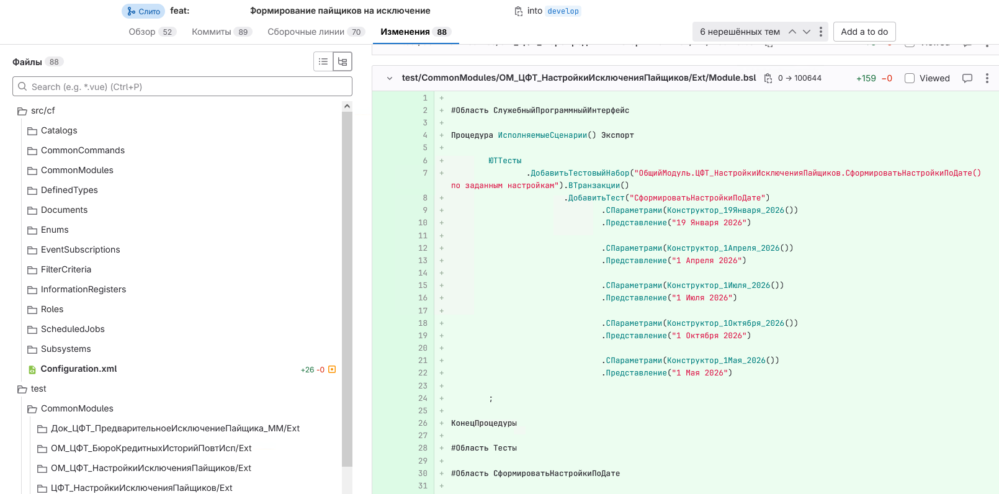 Слито feat: Формирование пайщиков на исключение into develop
Обзор 52 Коммиты 89 Сборочные линии 70 Изменения 88 6 нерешённых тем Add a to do
Файлы 88
Search (e.g. *.vue) (Ctrl+P)
src/cf
Catalogs
CommonCommands
CommonModules
DefinedTypes
Documents
Enums
EventSubscriptions
FilterCriteria
InformationRegisters
Roles
ScheduledJobs
Subsystems
Configuration.xml +26 -0
test
CommonModules
Док_ЦФТ_ПредварительноеИсключениеПайщика_ММ/Ext
ОМ_ЦФТ_БюроКредитныхИсторийПовтИсп/Ext
ОМ_ЦФТ_НастройкиИсключенияПайщиков/Ext
ЦФТ_НастройкиИсключенияПайщиков/Ext
test/CommonModules/ОМ_ЦФТ_НастройкиИсключенияПайщиков/Ext/Module.bsl 0 → 100644 +159 −0 Viewed
1 +
2 + #Область СлужебныйПрограммныйИнтерфейс
3 +
4 + Процедура ИсполняемыеСценарии() Экспорт
5 +
6 + ЮТТесты
7 + .ДобавитьТестовыйНабор("ОбщийМодуль.ЦФТ_НастройкиИсключенияПайщиков.СформироватьНастройкиПоДате()
по заданным настройкам").ВТранзакции()
8 + .ДобавитьТест("СформироватьНастройкиПоДате")
9 + .СПараметрами(Конструктор_19Января_2026())
10 + .Представление("19 Января 2026")
11 +
12 + .СПараметрами(Конструктор_1Апреля_2026())
13 + .Представление("1 Апреля 2026")
14 +
15 + .СПараметрами(Конструктор_1Июля_2026())
16 + .Представление("1 Июля 2026")
17 +
18 + .СПараметрами(Конструктор_1Октября_2026())
19 + .Представление("1 Октября 2026")
20 +
21 + .СПараметрами(Конструктор_1Мая_2026())
22 + .Представление("1 Мая 2026")
23 +
24 + ;
25 +
26 + КонецПроцедуры
27 +
28 + #Область Тесты
29 +
30 + #Область СформироватьНастройкиПоДате
31 +